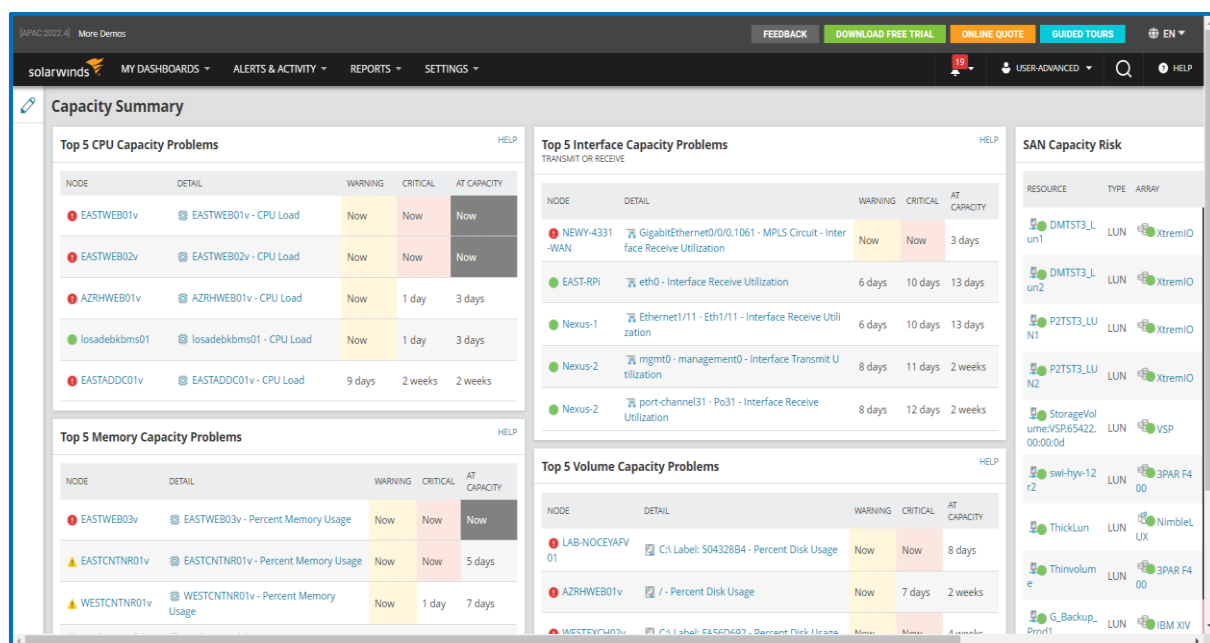 [APAC:2022.4] More Demos FEEDBACK DOWNLOAD FREE TRIAL ONLINE QUOTE GUIDED TOURS EN
solarwinds MY DASHBOARDS ALERTS & ACTIVITY REPORTS SETTINGS 19 USER-ADVANCED HELP
Capacity Summary
Top 5 CPU Capacity Problems HELP
NODE DETAIL WARNING CRITICAL AT CAPACITY
EASTWEB01v EASTWEB01v - CPU Load Now Now Now
EASTWEB02v EASTWEB02v - CPU Load Now Now Now
AZRHWEB01v AZRHWEB01v - CPU Load Now 1 day 3 days
losadebkbms01 losadebkbms01 - CPU Load Now 1 day 3 days
EASTADDC01v EASTADDC01v - CPU Load 9 days 2 weeks 2 weeks
Top 5 Memory Capacity Problems HELP
NODE DETAIL WARNING CRITICAL AT
CAPACITY
EASTWEB03v EASTWEB03v - Percent Memory Usage Now Now Now
EASTCNTNR01v EASTCNTNR01v - Percent Memory Usage Now Now 5 days
WESTCNTNR01v WESTCNTNR01v - Percent Memory
Usage Now 1 day 7 days
Top 5 Interface Capacity Problems HELP
TRANSMIT OR RECEIVE
NODE DETAIL WARNING CRITICAL AT
CAPACITY
NEWY-4331 GigabitEthernet0/0/0.1061 · MPLS Circuit - Inter
-WAN face Receive Utilization Now Now 3 days
EAST-RPi eth0 - Interface Receive Utilization 6 days 10 days 13 days
Nexus-1 Ethernet1/11 - Eth1/11 - Interface Receive Utili
zation 6 days 10 days 13 days
Nexus-2 mgmt0 · management0 - Interface Transmit U
tilization 8 days 11 days 2 weeks
Nexus-2 port-channel31 · Po31 - Interface Receive
Utilization 8 days 12 days 2 weeks
Top 5 Volume Capacity Problems HELP
NODE DETAIL WARNING CRITICAL AT
CAPACITY
LAB-NOCEYAFV
01 C:\ Label: 504328B4 - Percent Disk Usage Now Now 8 days
AZRHWEB01v / - Percent Disk Usage Now 7 days 2 weeks
WESTEXCH02v C:\ Label: FA56D692 - Percent Disk Usage Now Now 4 weeks
SAN Capacity Risk
RESOURCE TYPE ARRAY
DMTST3_L
un1 LUN XtremIO
DMTST3_L
un2 LUN XtremIO
P2TST3_LU
N1 LUN XtremIO
P2TST3_LU
N2 LUN XtremIO
StorageVol
ume:VSP.65422.
00:00:0d LUN VSP
swi-hyv-12
r2 LUN 3PAR F4
00
ThickLun LUN NimbleL
UX
Thinvolum
e LUN 3PAR F4
00
G_Backup_
Prod1 LUN IBM XIV